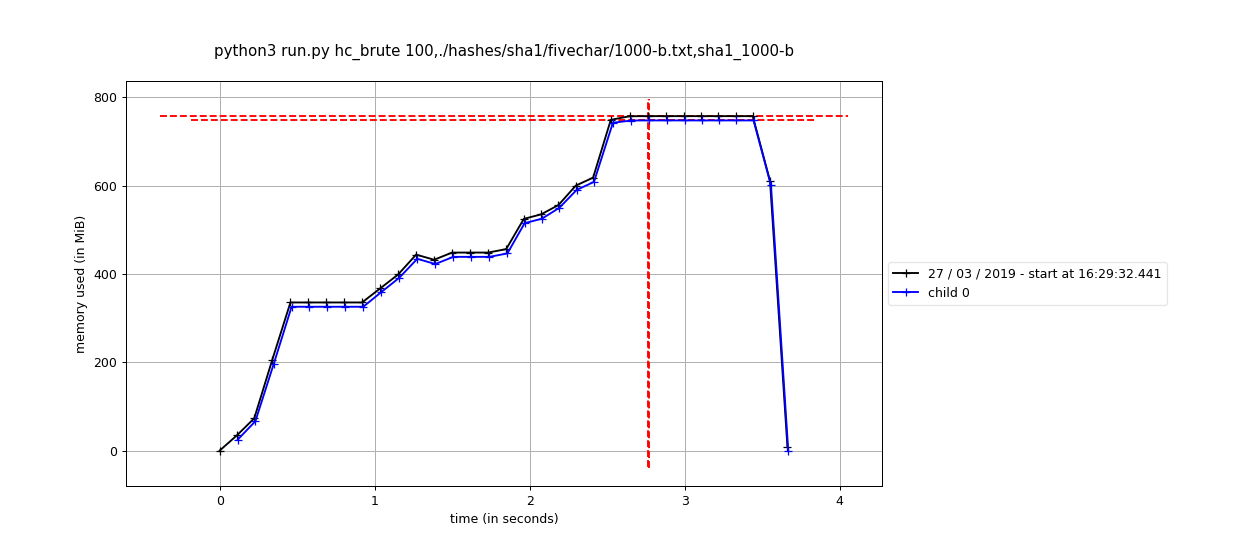 python3 run.py hc_brute 100,./hashes/sha1/fivechar/1000-b.txt,sha1_1000-b
800
600
400
200
0
memory used (in MiB)
0 1 2 3 4
time (in seconds)
27 / 03 / 2019 - start at 16:29:32.441
child 0